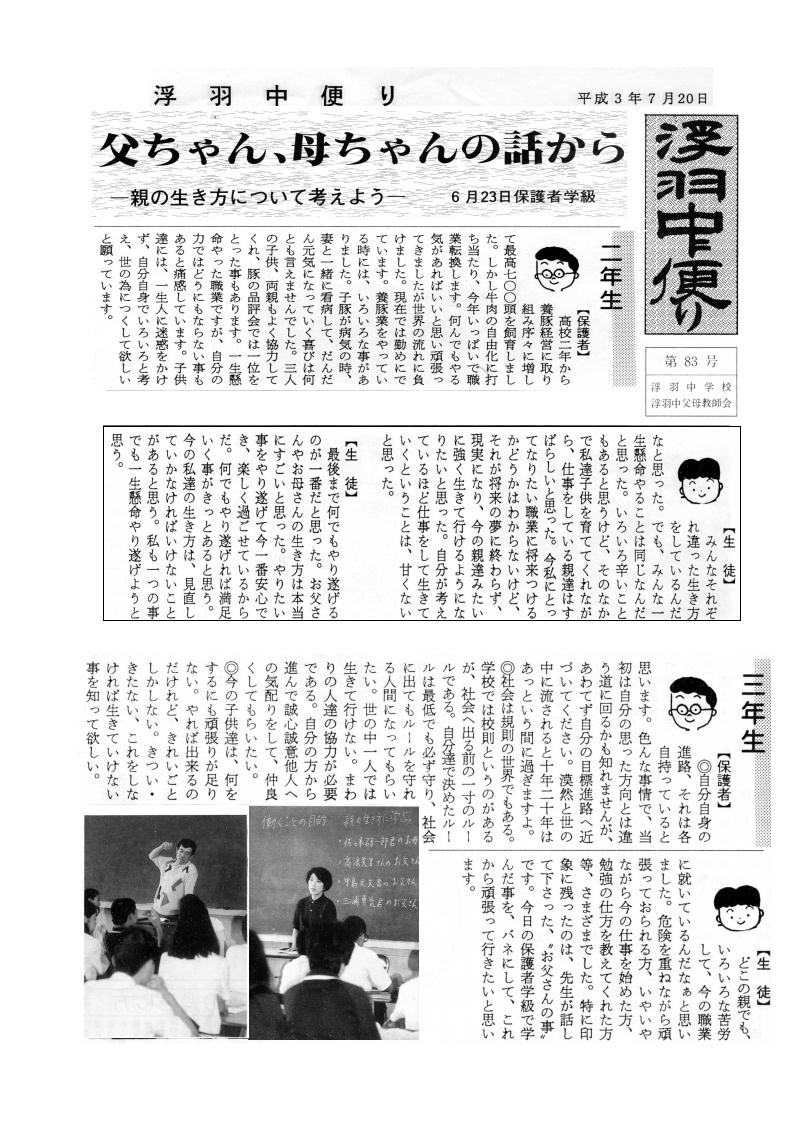 浮羽中便り
平成3年7月20日
父ちゃん、母ちゃんの話から
―親の生き方について考えよう―
6月23日保護者学級
浮羽中便り
第83号
浮羽中学校
浮羽中父母教師会
二年生
【保護者】
高校二年から
養豚経営に取り
組み序々に増し
て最高七〇〇頭を飼育しまし
た。しかし牛肉の自由化に打
ち当たり、今年いっぱいで職
業転換します。何んでもやる
気があればいいと思い頑張っ
てきましたが世界の流れに負
けました。現在では勤めにで
ています。養豚業をやってい
る時には、いろいろな事があ
りました。子豚が病気の時、
妻と一緒に看病して、だんだ
ん元気になっていく喜びは何
とも言えませんでした。三人
の子供、両親もよく協力して
くれ、豚の品評会では一位を
とった事もあります。一生懸
命やった職業ですが、自分の
力ではどうにもならない事も
あると痛感しています。子供
達には、一生人に迷惑をかけ
ず、自分自身でいろいろと考
え、世の為につくして欲しい
と願っています。
【生徒】
みんなそれぞ
れ違った生き方
をしているんだ
なと思った。でも、みんな一
生懸命やることは同じなんだ
と思った。いろいろ辛いこと
もあると思うけど、そのなか
で私達子供を育ててくれなが
ら、仕事をしている親達はす
ばらしいと思った。今私にとっ
てなりたい職業に将来つける
かどうかはわからないけど、
それが将来の夢に終わらず、
現実になり、今の親達みたい
に強く生きて行けるようにな
りたいと思った。自分が考え
ているほど仕事をして生きて
いくということは、甘くない
と思った。
【生徒】
最後まで何でもやり遂げる
のが一番だと思った。お父さ
んやお母さんの生き方は本当
にすごいと思った。やりたい
事をやり遂げて今一番安心で
き、楽しく過ごせているから
だ。何でもやり遂げれば満足
いく事がきっとあると思う。
今の私達の生き方は、見直し
ていかなければいけないこと
があると思う。私も一つの事
でも一生懸命やり遂げようと
思う。
三年生
【保護者】
◎自分自身の
進路、それは各
自持っていると
思います。色んな事情で、当
初は自分の思った方向とは違
う道に回るかも知れませんが、
あわてず自分の目標進路へ近
づいてください。漠然と世の
中に流されると十年二十年は
あっという間に過ぎますよ。
◎社会は規則の世界でもある。
学校では校則というのがある
が、社会へ出る前の一寸のルー
ルである。自分達で決めたルー
ルは最低でも必ず守り、社会
に出てもルールを守れ
る人間になってもらい
たい。世の中一人では
生きて行けない。まわ
りの人達の協力が必要
である。自分の方から
進んで誠心誠意他人へ
の気配りをして、仲良
くしてもらいたい。
◎今の子供達は、何を
するにも頑張りが足り
ない。やれば出来るの
だけれど、きれいごと
しかしない。きつい・
きたない、これをしな
ければ生きていけない
事を知って欲しい。
【生徒】
どこの親でも、
いろいろな苦労
して、今の職業
に就いているんだなぁと思い
ました。危険を重ねながら頑
張っておられる方、いやいや
ながら今の仕事を始めた方、
勉強の仕方を教えてくれた方
等、さまざまでした。特に印
象に残ったのは、先生が話し
て下さった、〝お父さんの事〟
です。今日の保護者学級で学
んだ事を、バネにして、これ
から頑張って行きたいと思い
ます。
働くことの目的